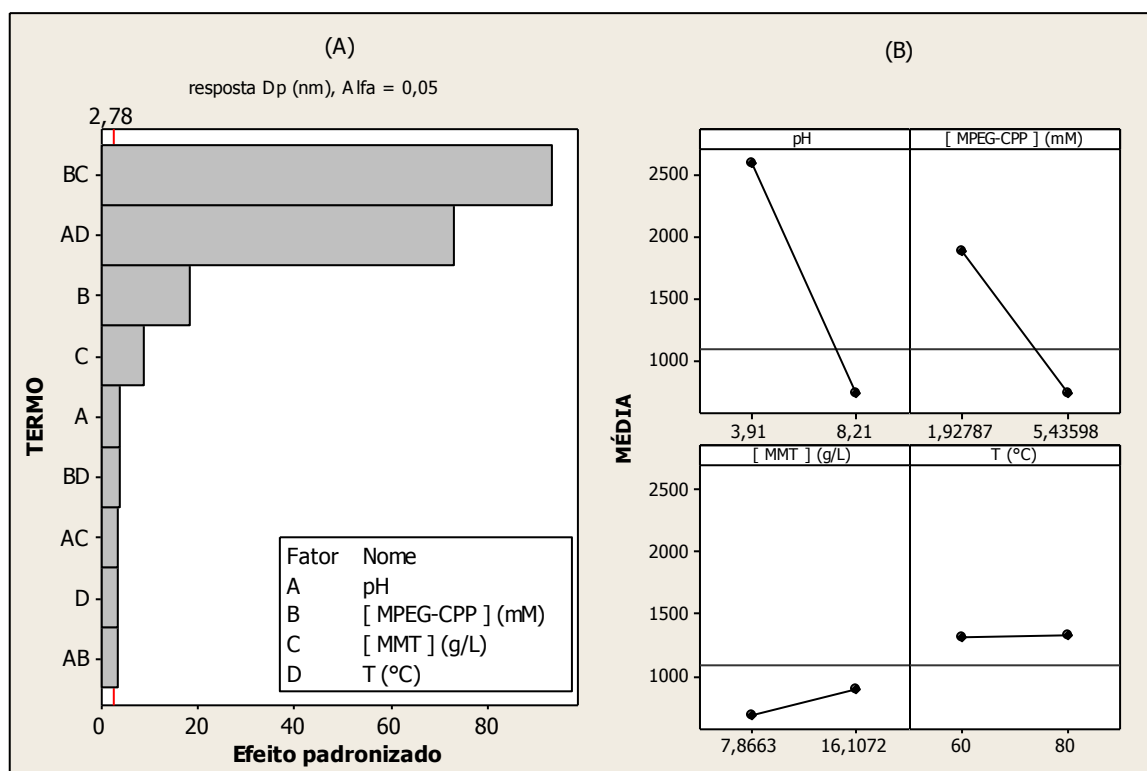 (A)
resposta Dp (nm), Alfa = 0,05
2,78
TERMO
BC
AD
B
C
A
BD
AC
D
AB
Fator Nome
A pH
B [ MPEG-CPP ] (mM)
C [ MMT ] (g/L)
D T (°C)
0 20 40 60 80
Efeito padronizado
(B)
MÉDIA
pH [ MPEG-CPP ] (mM)
2500
2000
1500
1000
3,91 8,21 1,92787 5,43598
[ MMT ] (g/L) T (°C)
2500
2000
1500
1000
7,8663 16,1072 60 80